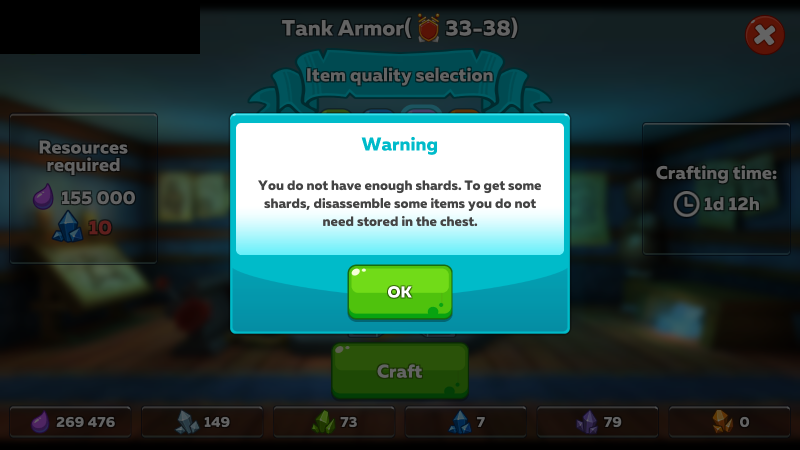 Tank Armor( 33-38)
Item quality selection
Resources
required
155 000
10
Warning
You do not have enough shards. To get some
shards, disassemble some items you do not
need stored in the chest.
OK
Crafting time:
1d 12h
Craft
269 476
149
73
7
79
0